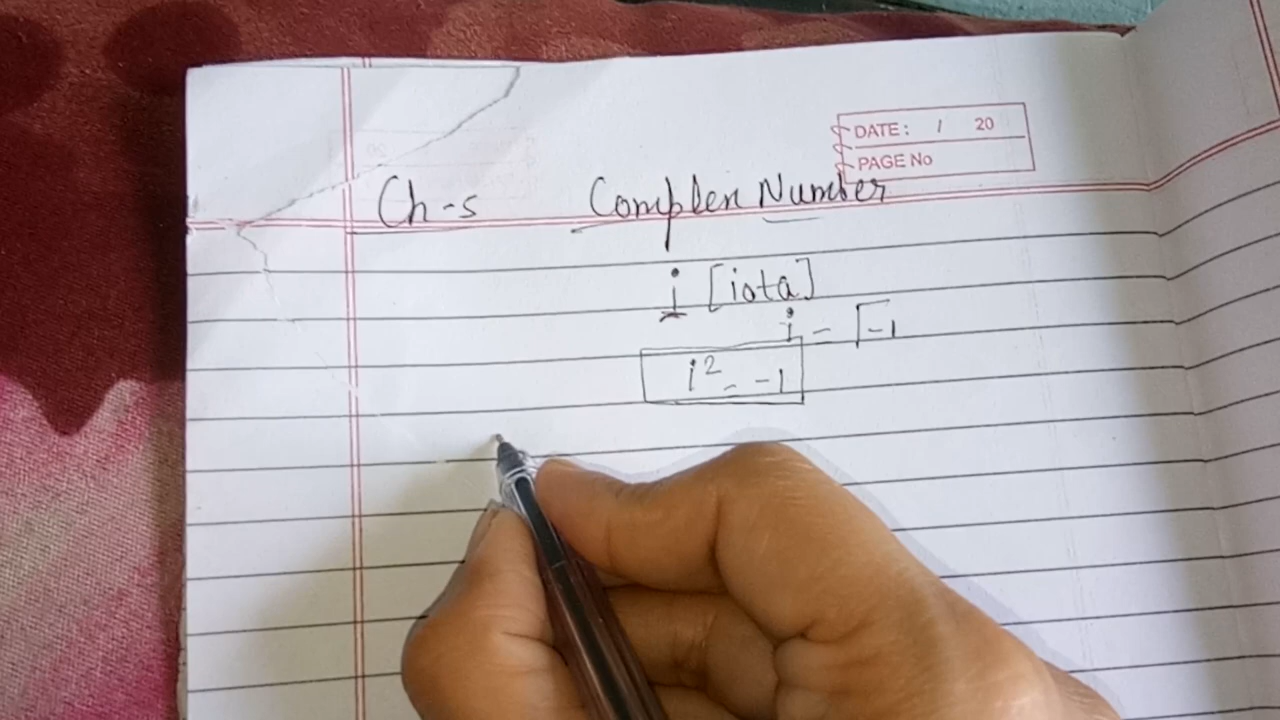 DATE: / 20
PAGE No
Ch-5 Complex Number
i [iota]
i = √-1
i² = -1